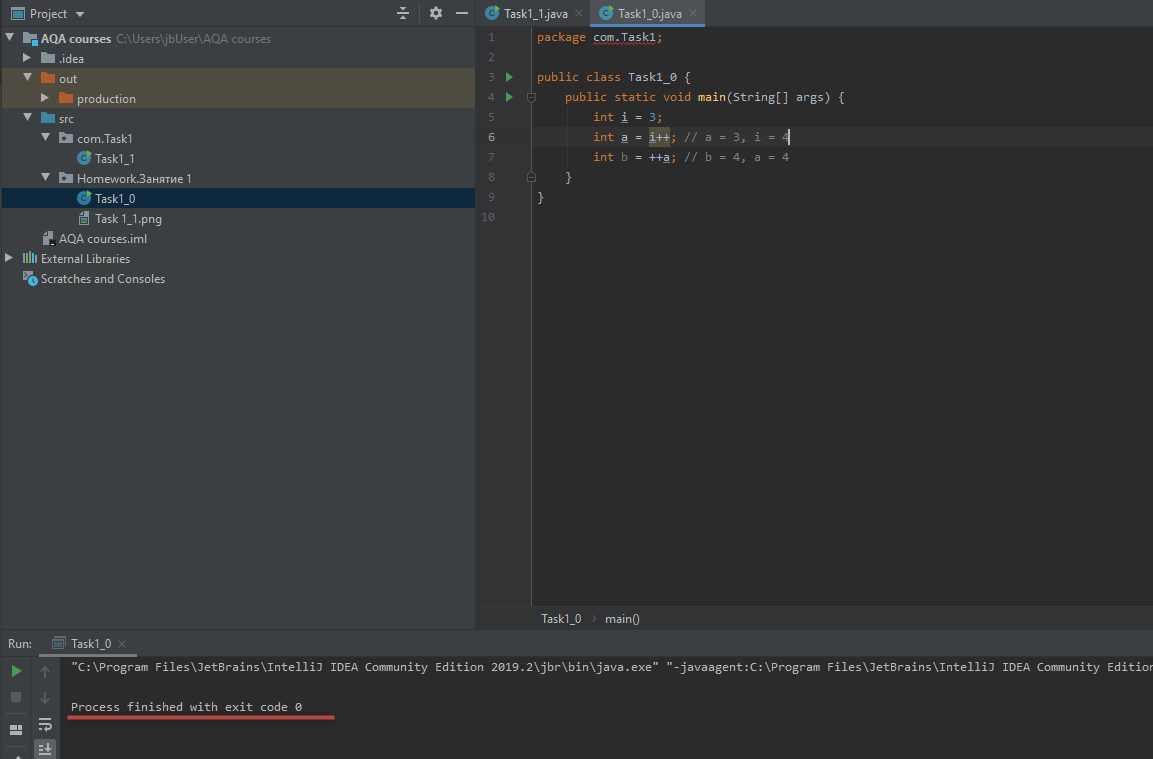 Project
AQA courses C:\Users\jbUser\AQA courses
.idea
out
production
src
com.Task1
Task1_1
Homework.Занятие 1
Task1_0
Task 1_1.png
AQA courses.iml
External Libraries
Scratches and Consoles
Task1_1.java Task1_0.java
1 package com.Task1;
2
3 public class Task1_0 {
4 public static void main(String[] args) {
5 int i = 3;
6 int a = i++; // a = 3, i = 4
7 int b = ++a; // b = 4, a = 4
8 }
9 }
10
Task1_0 › main()
Run: Task1_0
"C:\Program Files\JetBrains\IntelliJ IDEA Community Edition 2019.2\jbr\bin\java.exe" "-javaagent:C:\Program Files\JetBrains\IntelliJ IDEA Community Edition
Process finished with exit code 0